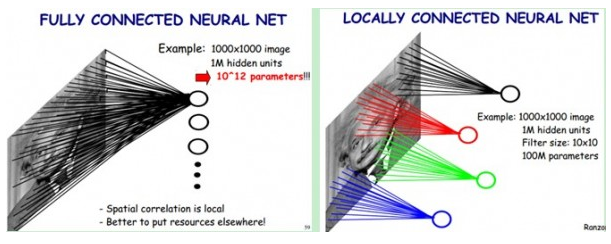 FULLY CONNECTED NEURAL NET
Example: 1000x1000 image
1M hidden units
10^12 parameters!!!
- Spatial correlation is local
- Better to put resources elsewhere!
LOCALLY CONNECTED NEURAL NET
Example: 1000x1000 image
1M hidden units
Filter size: 10x10
100M parameters